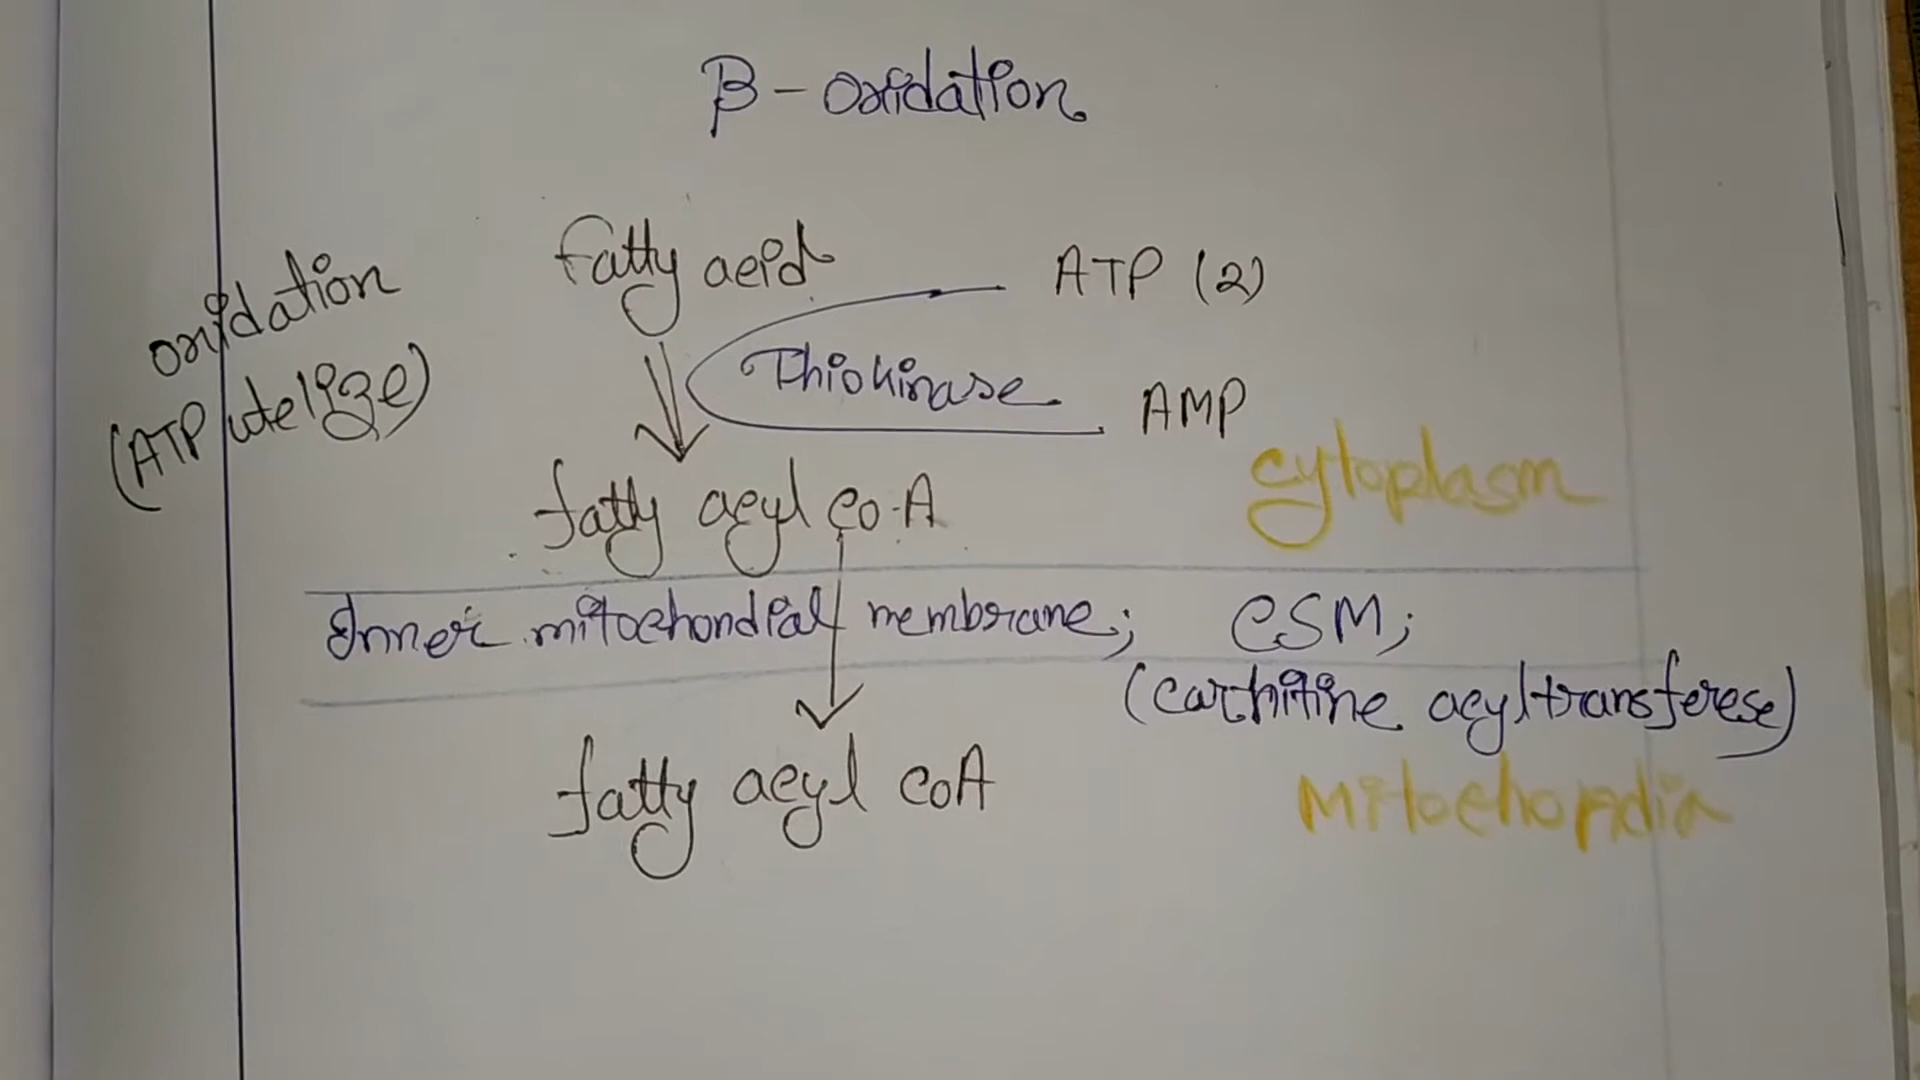 β-oxidation
fatty acid
ATP (2)
oxidation
(ATP utelize)
Thiokinase
AMP
fatty acyl co-A
cytoplasm
Inner mitochondrial membrane; CSM;
(carnitine acyltransferese)
fatty acyl coA
Mitochondria